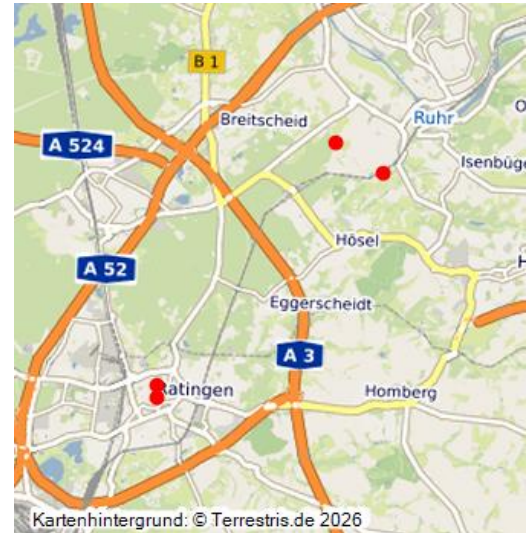 B 1
Breitscheid
Ruhr
O
A 524
Isenbüge
Hösel
H
A 52
Eggerscheidt
A 3
Ratingen
Homberg
Kartenhintergrund: © Terrestris.de 2026